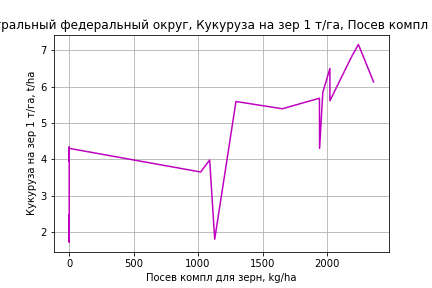 тральный федеральный округ, Кукуруза на зер 1 т/га, Посев компл
7
6
5
4
3
2
Кукуруза на зер 1 т/га, t/ha
0 500 1000 1500 2000
Посев компл для зерн, kg/ha